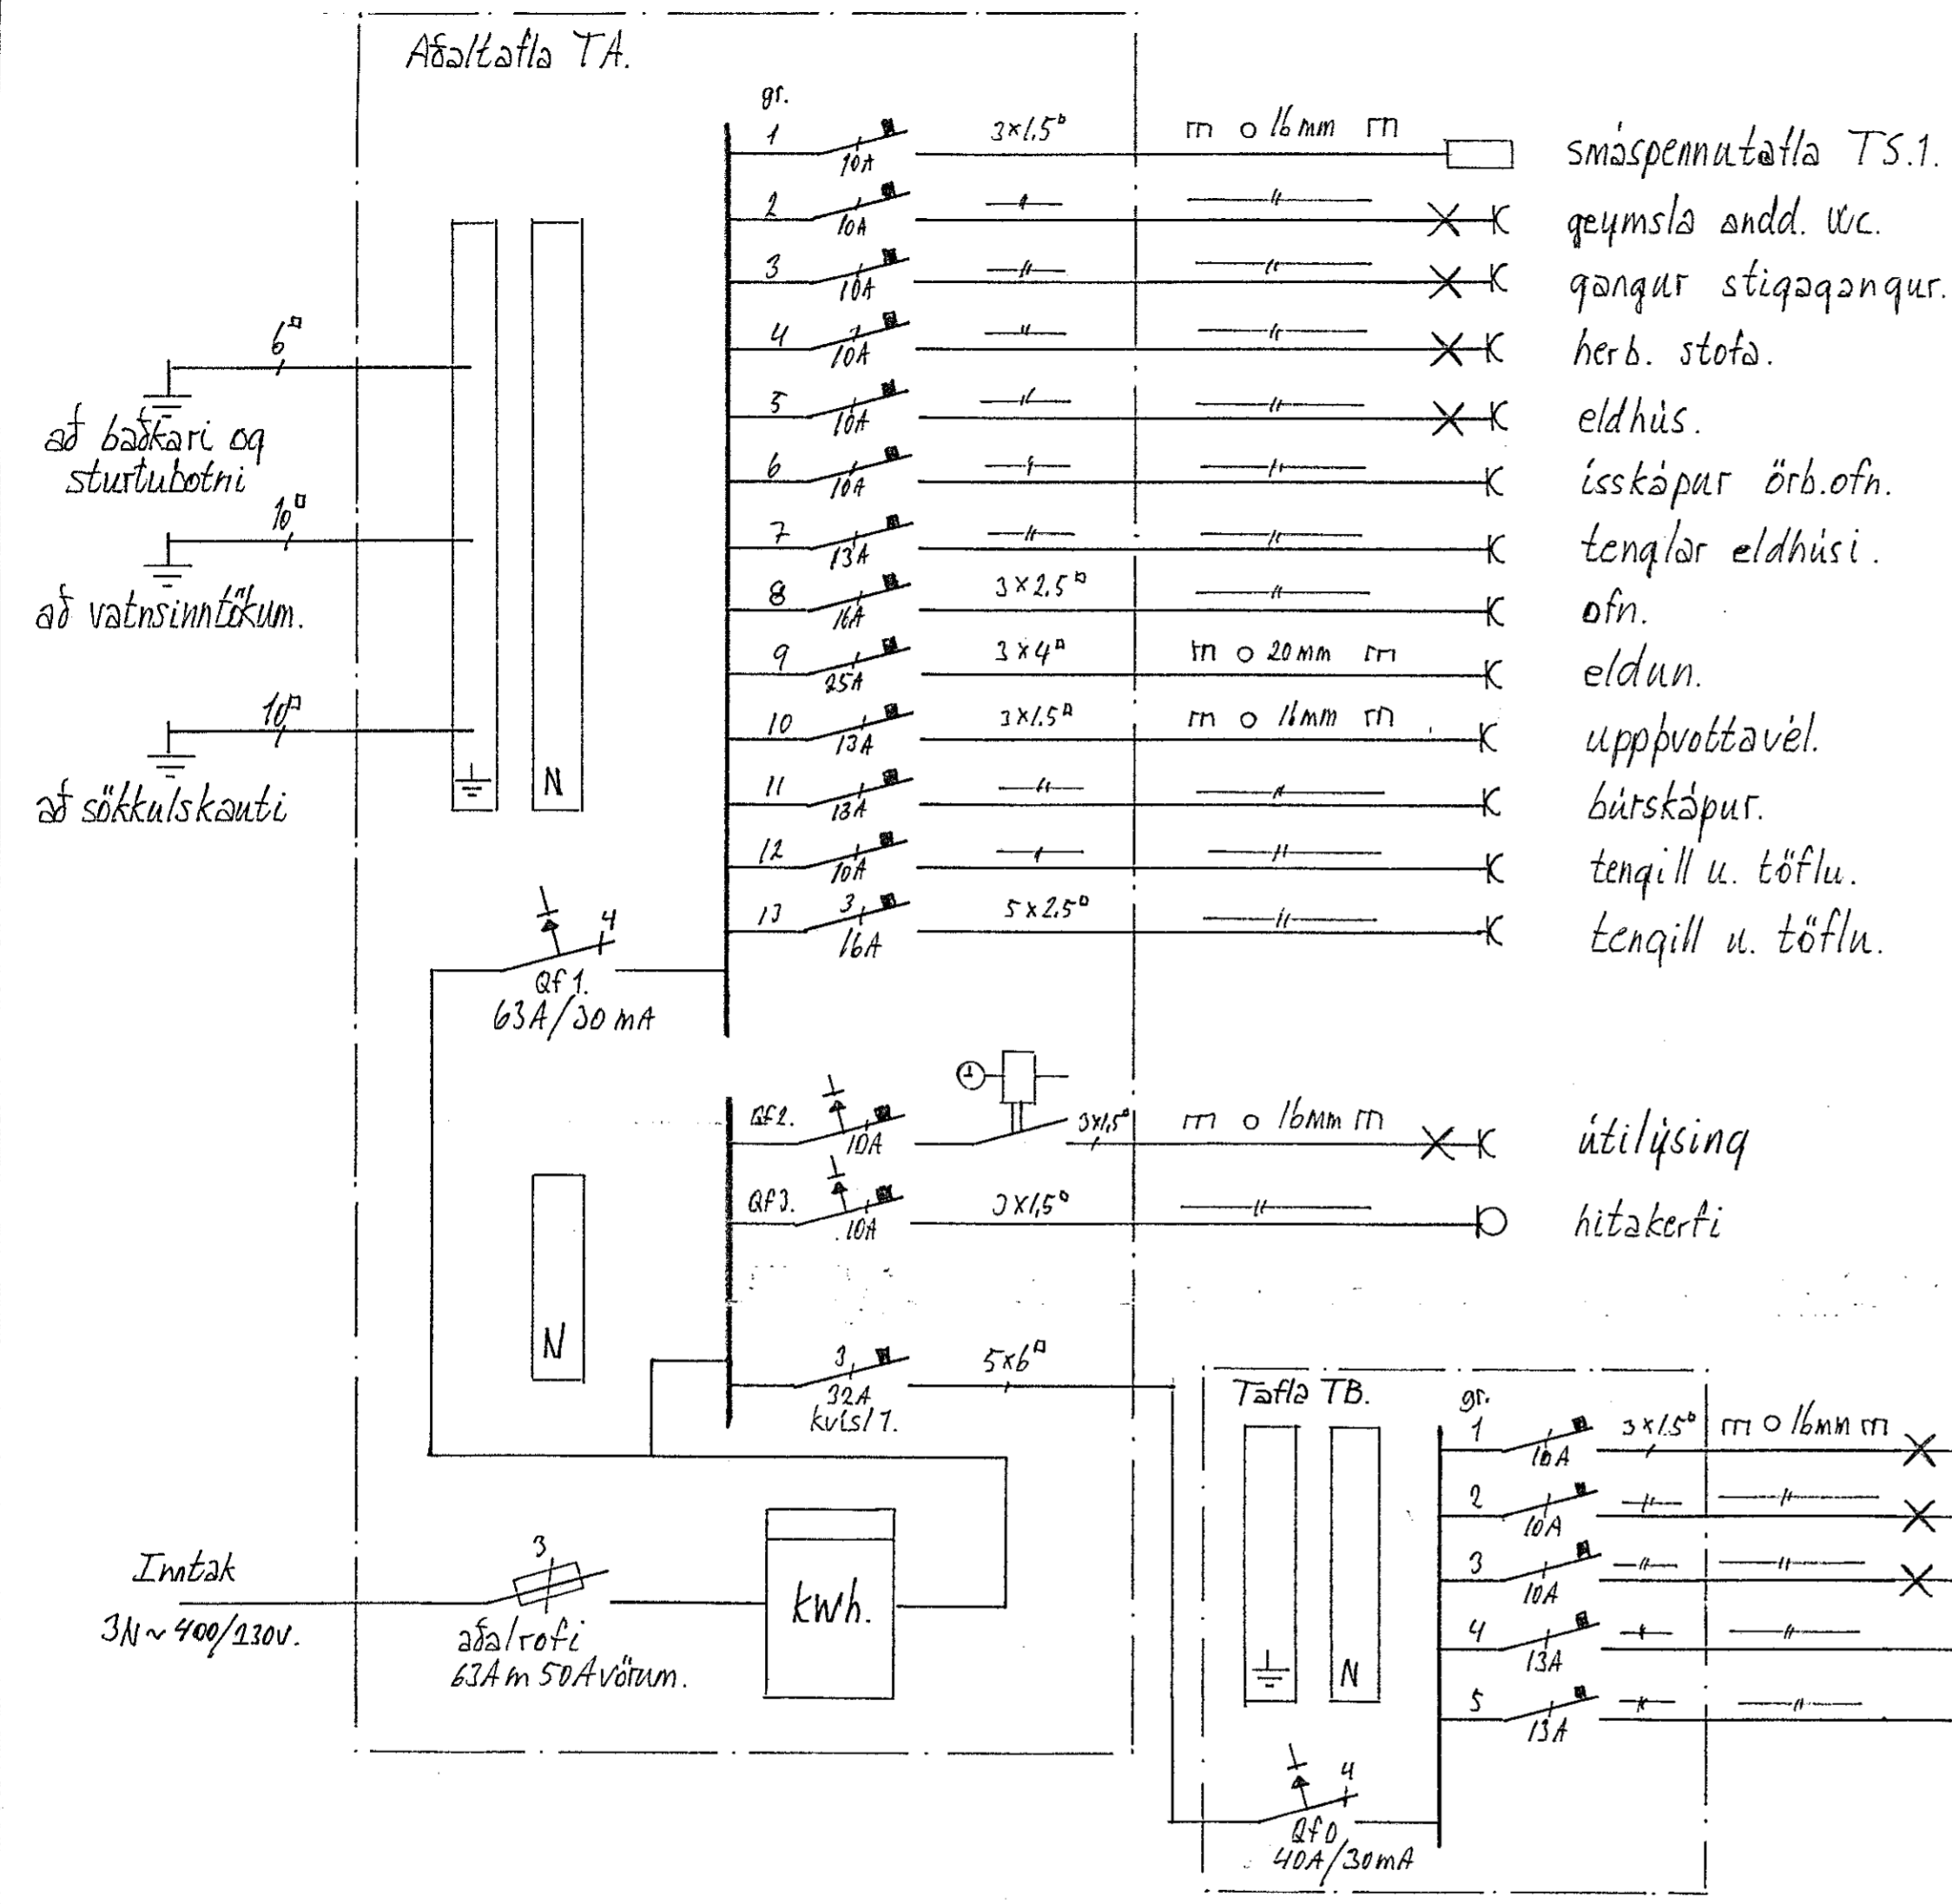 Aðaltafla TA.
gr.
1 10A 3×1.5▫ m o 16mm m smáspennutafla TS.1.
2 10A -〃- -〃- geymsla andd. wc.
3 10A -〃- -〃- gangur stigagangur.
4 10A -〃- -〃- herb. stofa.
5 10A -〃- -〃- eldhús.
6 10A -〃- -〃- ísskápur örb.ofn.
7 13A -〃- -〃- tenglar eldhúsi.
8 16A 3×2.5▫ -〃- ofn.
9 25A 3×4▫ m o 20mm m eldun.
10 13A 3×1.5▫ m o 16mm m uppþvottavél.
11 13A -〃- -〃- búrskápur.
12 10A -〃- -〃- tengill u. töflu.
13 3 16A 5×2.5▫ -〃- tengill u. töflu.
6▫
að baðkari og
sturtubotni
10▫
að vatnsinntökum.
10▫
að sökkulskauti
N
4
Qf1.
63A/30mA
Qf2. 10A 3×1,5▫ m o 16mm m útilýsing
Qf3. 10A 3×1,5▫ -〃- hitakerfi
N
3 32A 5×6▫
kvísl 1.
Inntak
3N~400/230V.
3
aðalrofi
63A m 50A vörum.
kWh.
Tafla TB.
gr.
1 10A 3×1.5▫ m o 16mm m
2 10A -〃- -〃-
3 10A -〃- -〃-
4 13A -〃- -〃-
5 13A -〃- -〃-
N
4
Qf0
40A/30mA